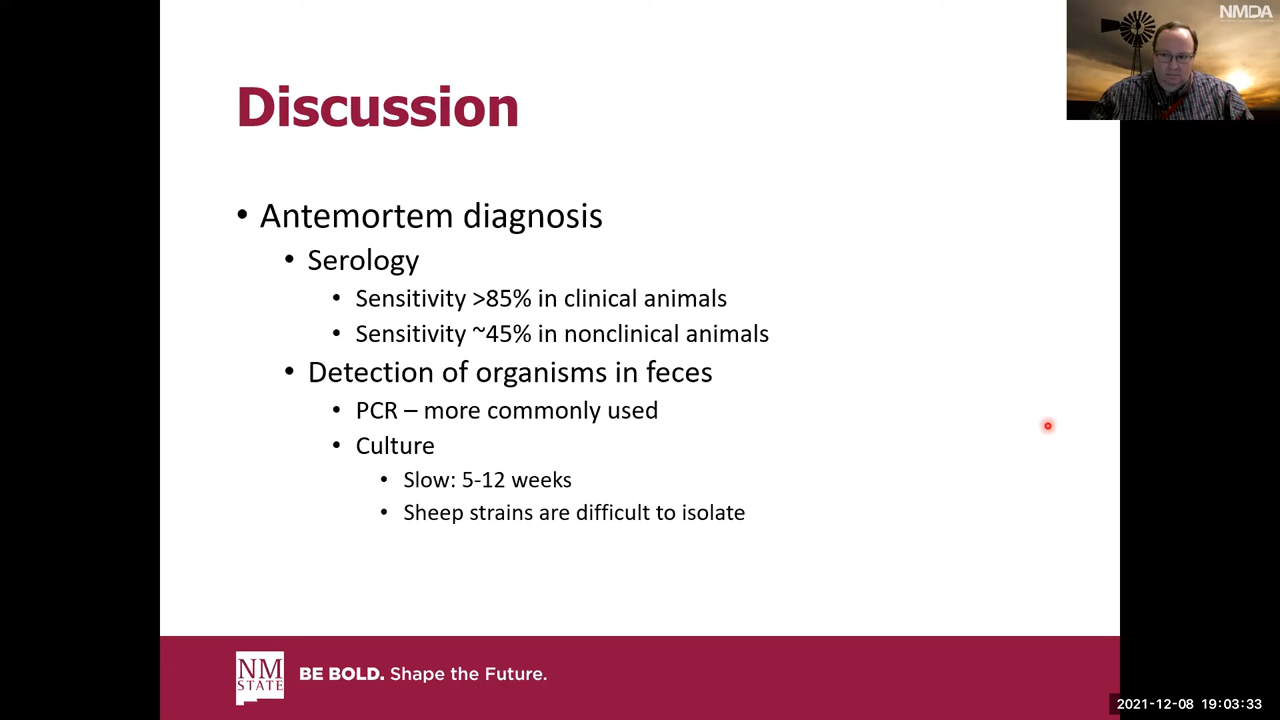 NMDA
Discussion
• Antemortem diagnosis
• Serology
• Sensitivity >85% in clinical animals
• Sensitivity ~45% in nonclinical animals
• Detection of organisms in feces
• PCR – more commonly used
• Culture
• Slow: 5-12 weeks
• Sheep strains are difficult to isolate
NM
STATE
BE BOLD. Shape the Future.
2021-12-08 19:03:33